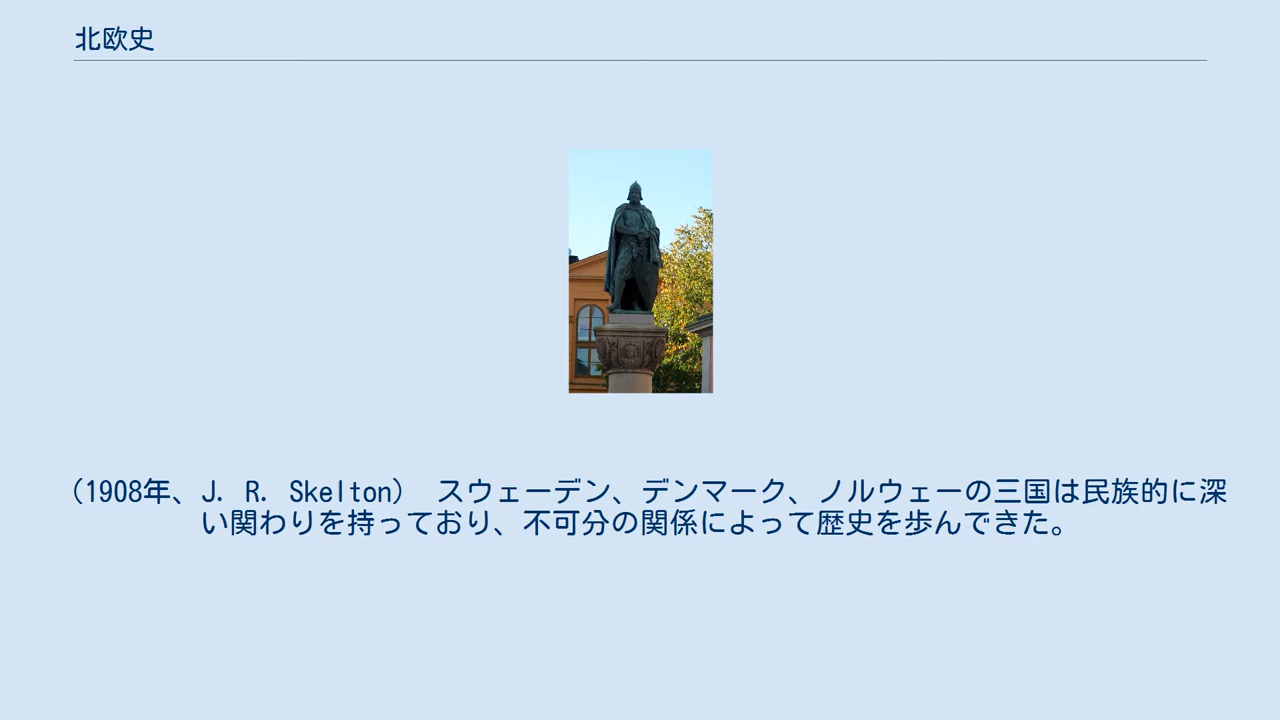 北欧史
（1908年、J. R. Skelton） スウェーデン、デンマーク、ノルウェーの三国は民族的に深
い関わりを持っており、不可分の関係によって歴史を歩んできた。